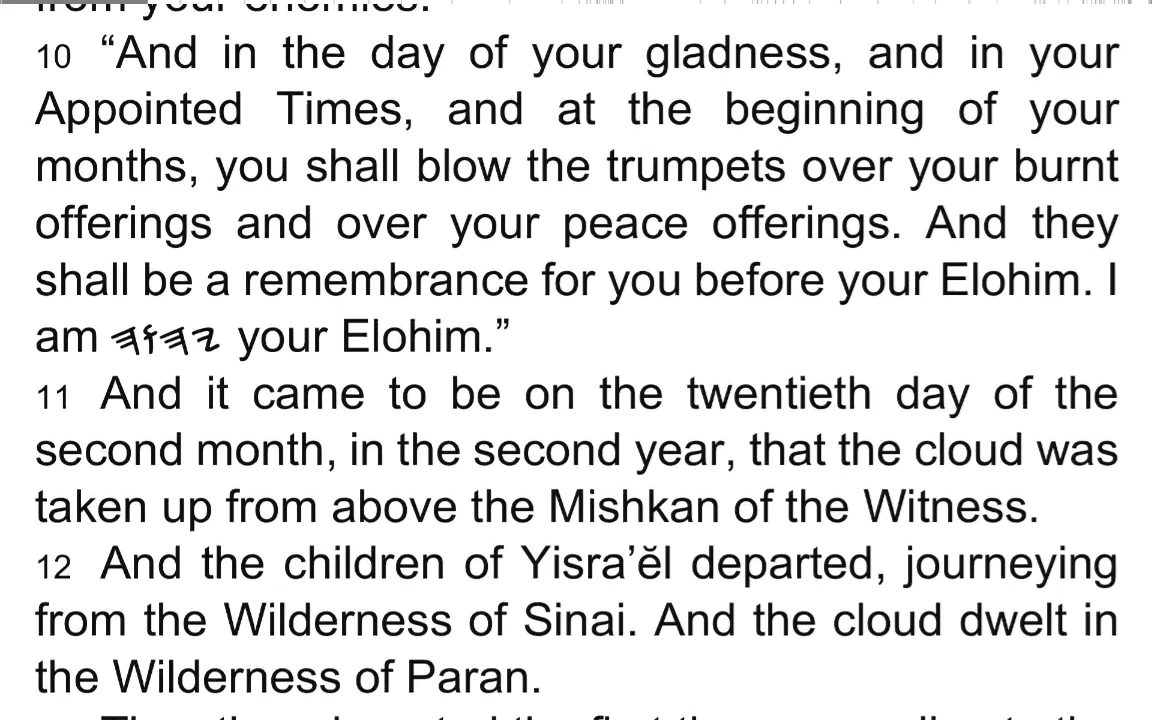 from your enemies.
10 “And in the day of your gladness, and in your
Appointed Times, and at the beginning of your
months, you shall blow the trumpets over your burnt
offerings and over your peace offerings. And they
shall be a remembrance for you before your Elohim. I
am 𐤉𐤄𐤅𐤄 your Elohim.”
11 And it came to be on the twentieth day of the
second month, in the second year, that the cloud was
taken up from above the Mishkan of the Witness.
12 And the children of Yisra’ĕl departed, journeying
from the Wilderness of Sinai. And the cloud dwelt in
the Wilderness of Paran.